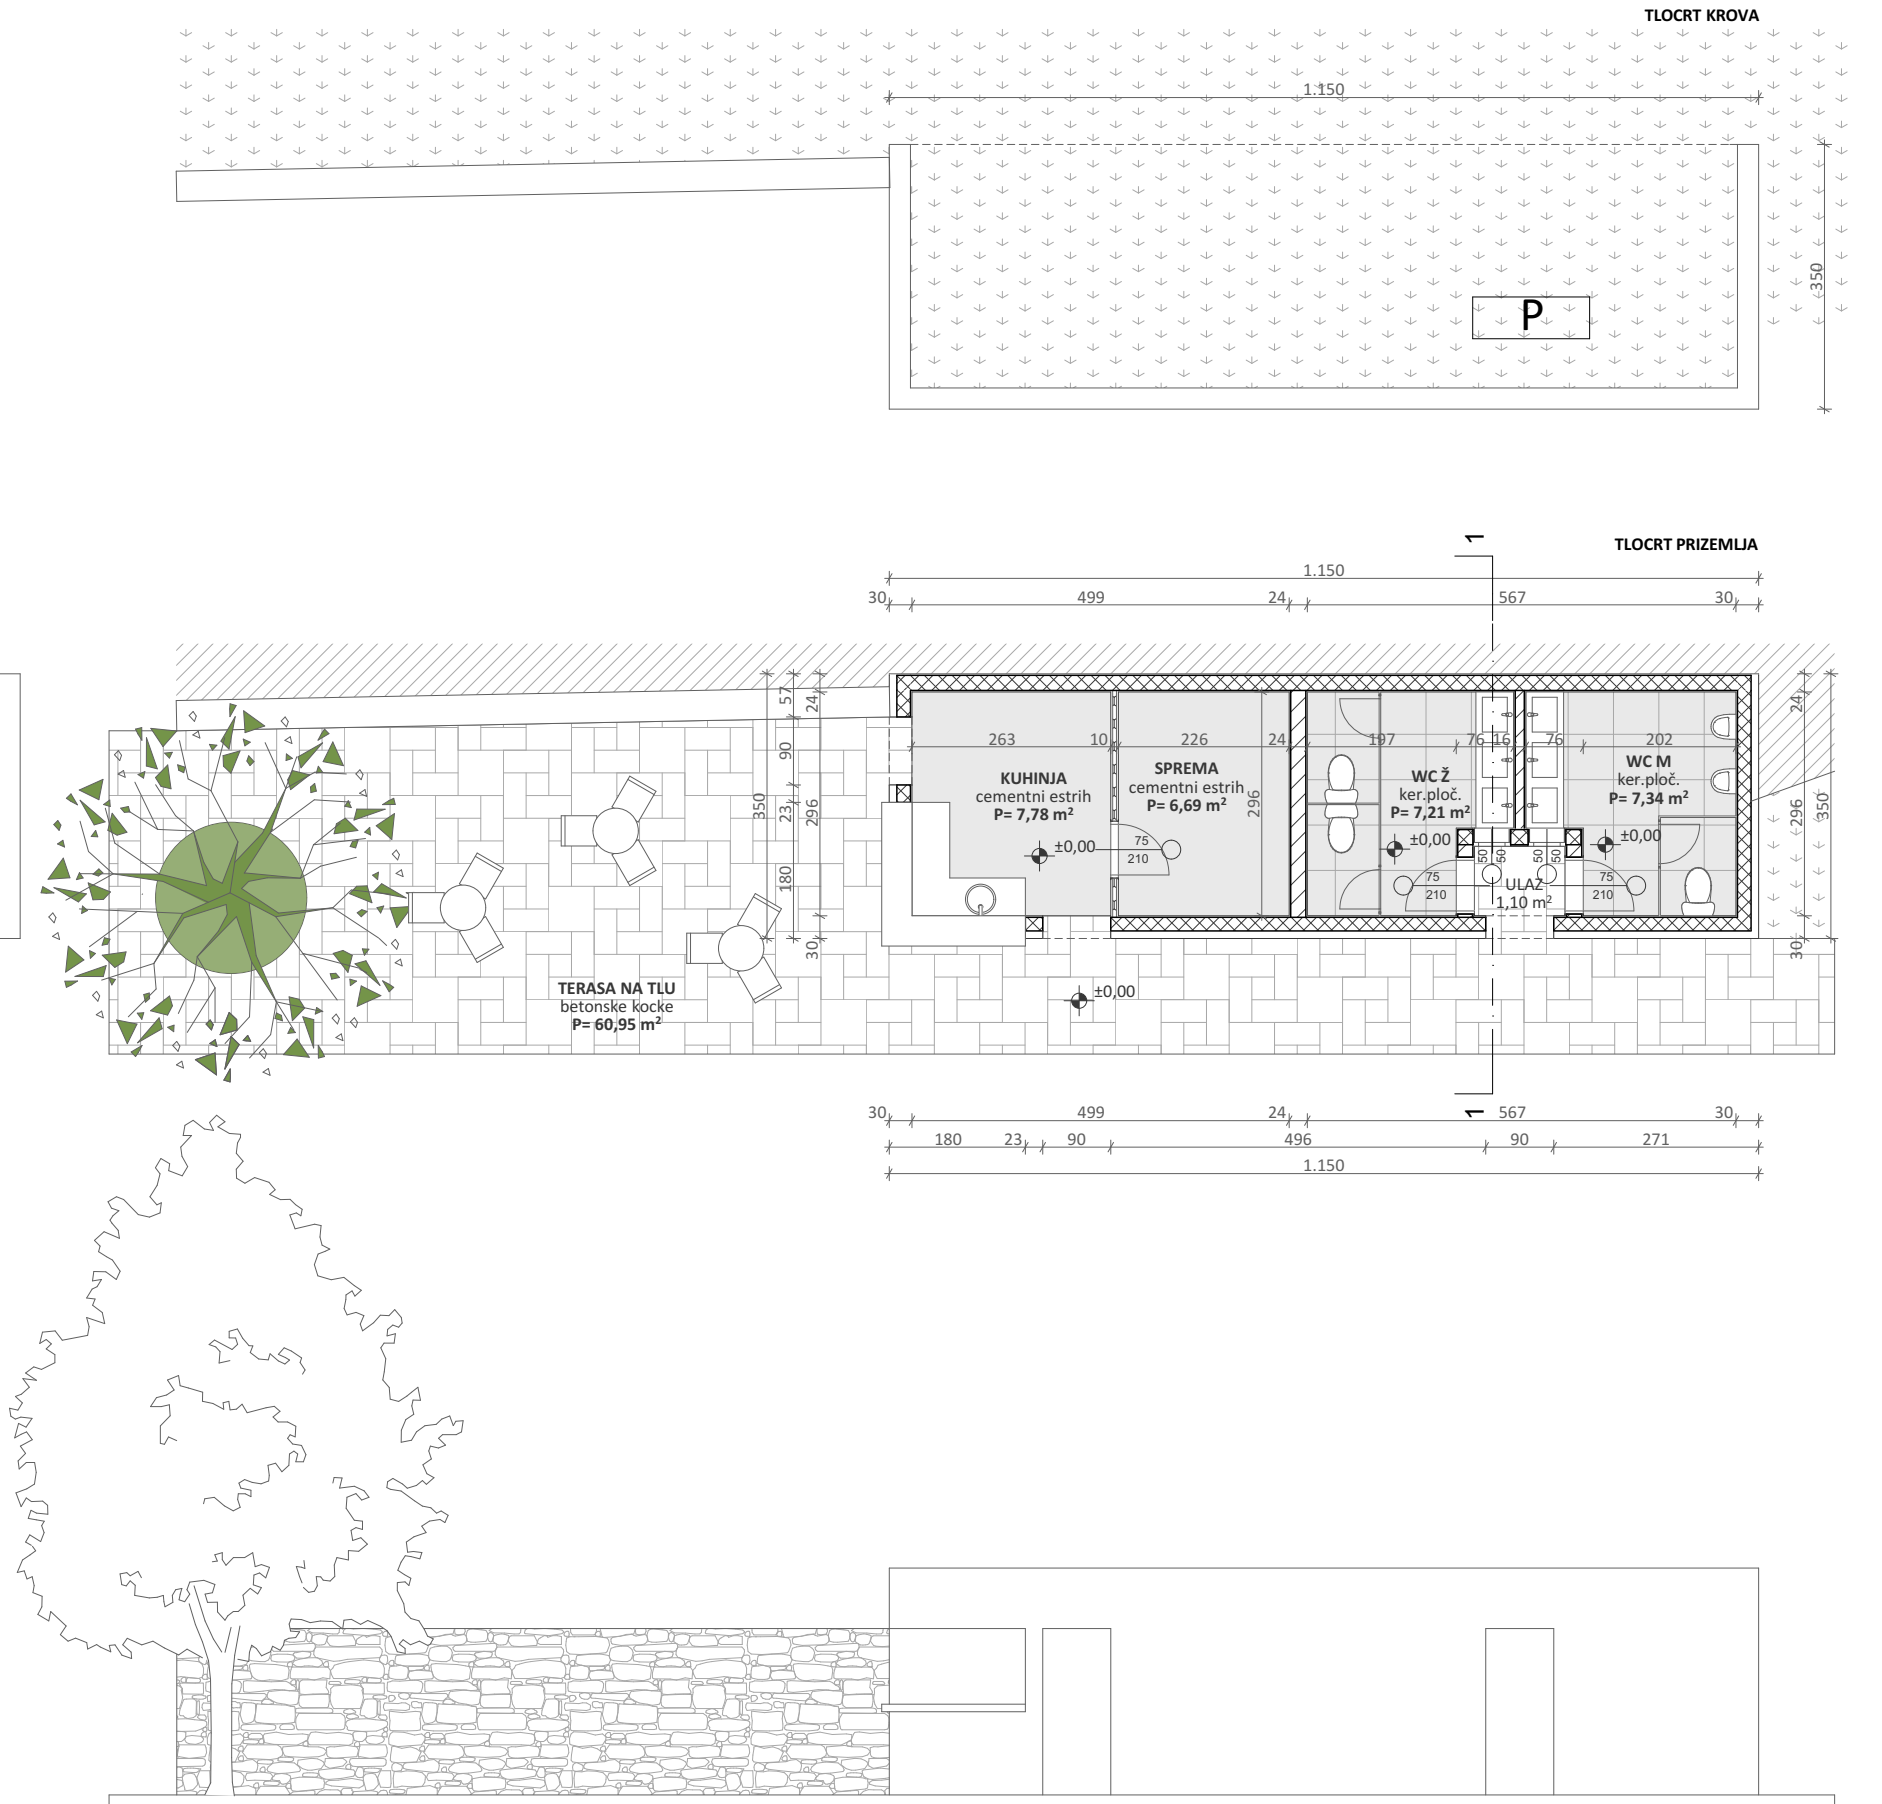 TLOCRT KROVA
1.150
350
P
1
TLOCRT PRIZEMLJA
1.150
30 499 24 567 30
57
24
90
350
23
296
180
30
263 10 226 24 197 76 16 76 202
KUHINJA
cementni estrih
P= 7,78 m²
±0,00
SPREMA
cementni estrih
P= 6,69 m²
75
210
296
WC Ž
ker.ploč.
P= 7,21 m²
±0,00
WC M
ker.ploč.
P= 7,34 m²
±0,00
50 50 50 50
75
210
ULAZ
1,10 m²
75
210
24
296
350
30
TERASA NA TLU
betonske kocke
P= 60,95 m²
±0,00
1
30 499 24 567 30
180 23 90 496 90 271
1.150